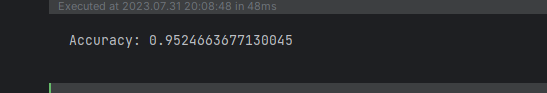 Executed at 2023.07.31 20:08:48 in 48ms
Accuracy: 0.9524663677130045